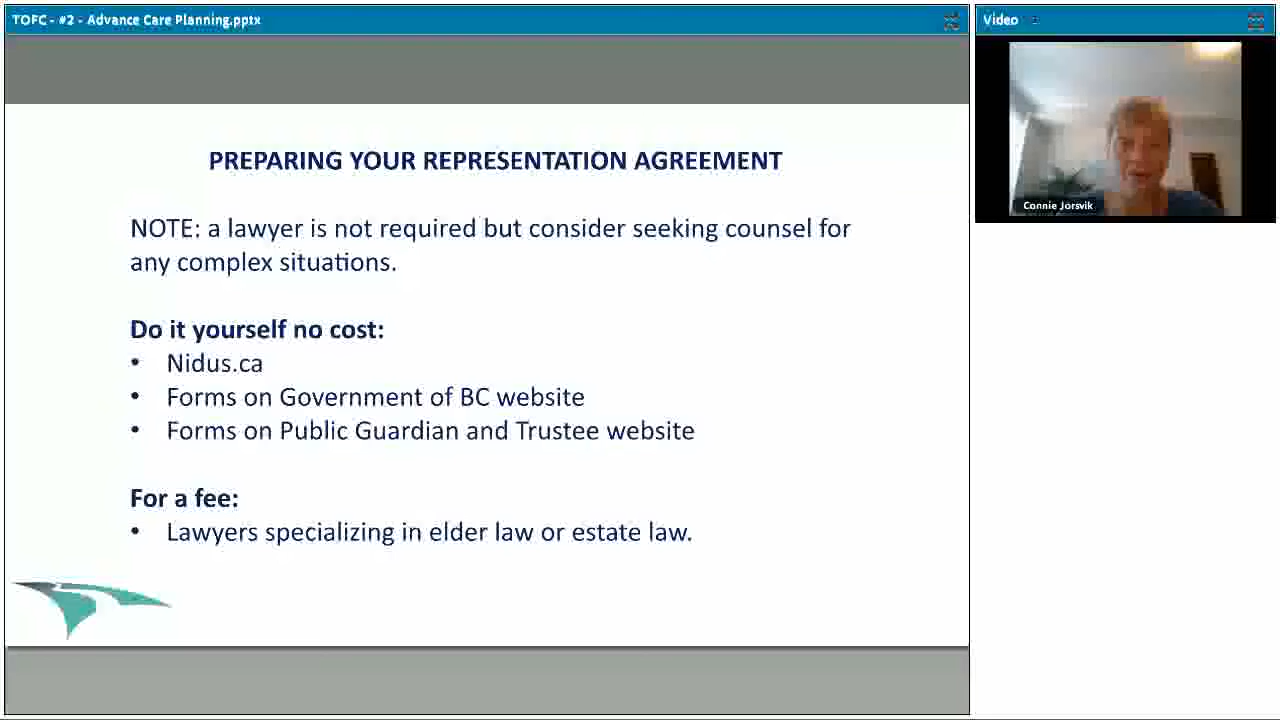 TOFC - #2 - Advance Care Planning.pptx
Video
PREPARING YOUR REPRESENTATION AGREEMENT
NOTE: a lawyer is not required but consider seeking counsel for
any complex situations.
Do it yourself no cost:
• Nidus.ca
• Forms on Government of BC website
• Forms on Public Guardian and Trustee website
For a fee:
• Lawyers specializing in elder law or estate law.
Connie Jorsvik